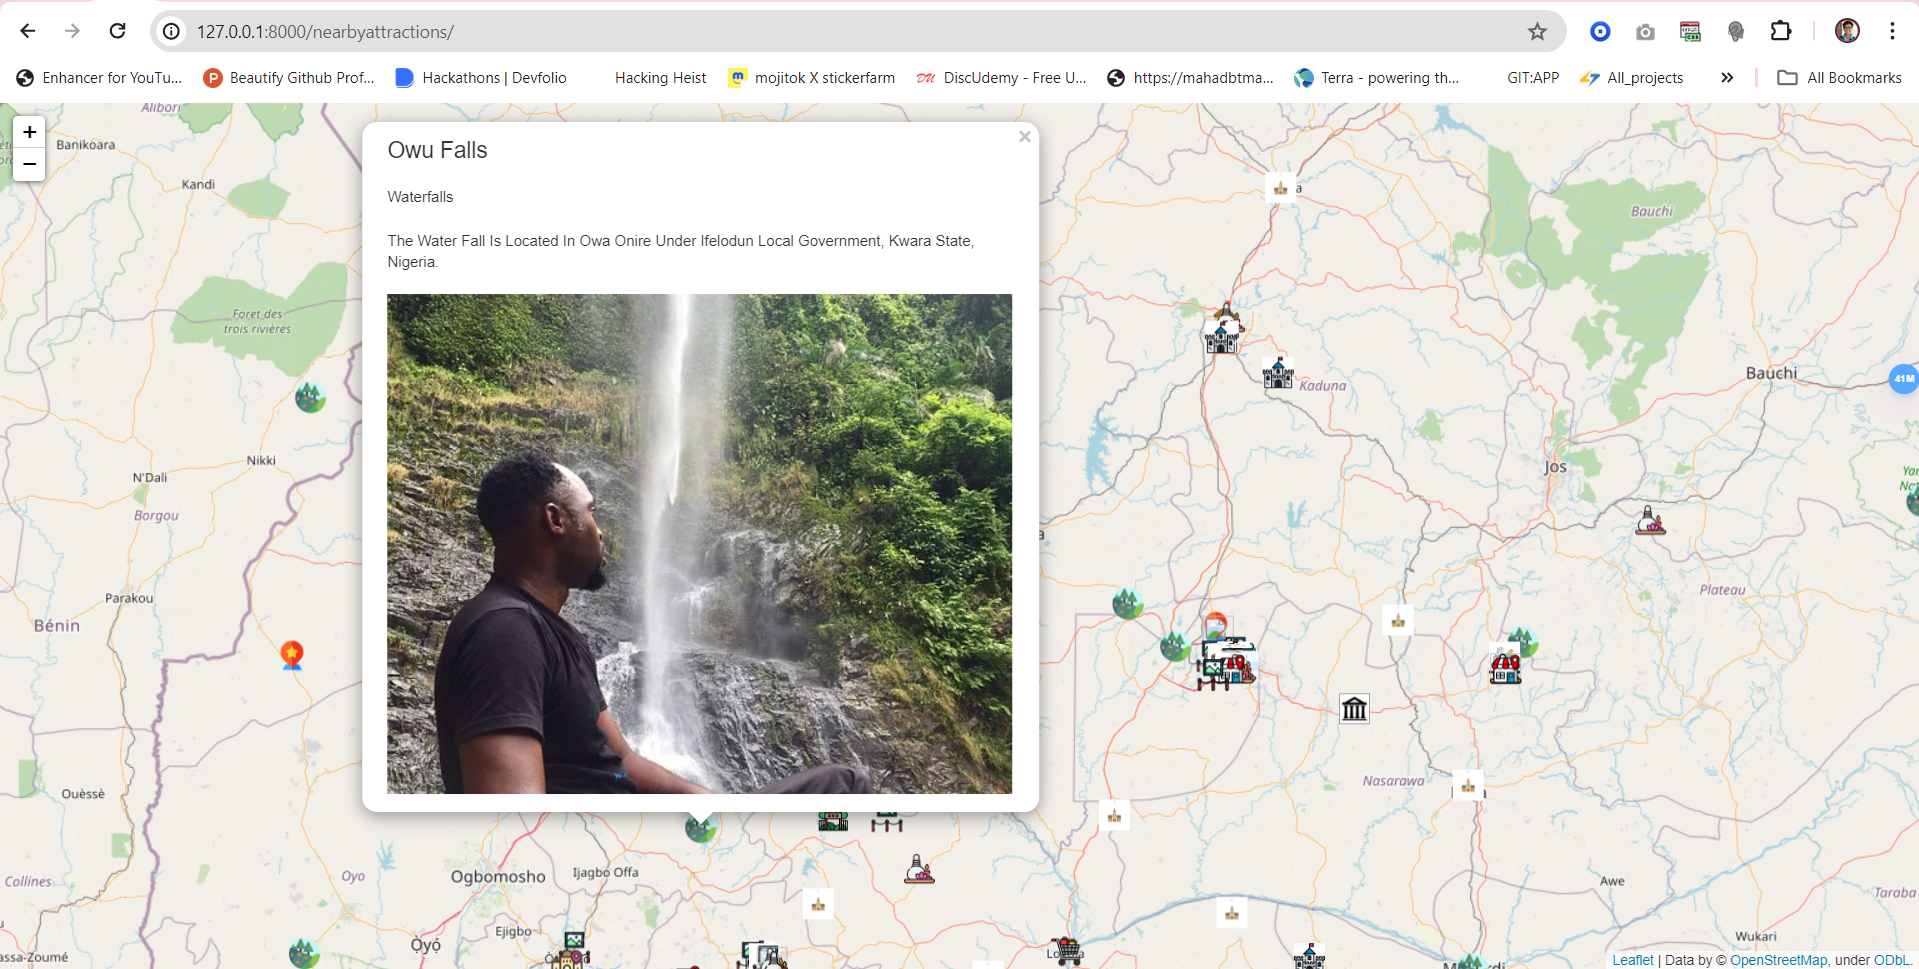 127.0.0.1:8000/nearbyattractions/
Enhancer for YouTu...
Beautify Github Prof...
Hackathons | Devfolio
Hacking Heist
mojitok X stickerfarm
DiscUdemy - Free U...
https://mahadbtma...
Terra - powering th...
GIT:APP
All_projects
»
All Bookmarks
+
−
Owu Falls
×
Waterfalls
The Water Fall Is Located In Owa Onire Under Ifelodun Local Government, Kwara State,
Nigeria.
Alibori
Banikoara
Kandi
Foret des
trois rivières
Nikki
N'Dali
Borgou
Parakou
Bénin
Ouèssè
Collines
Oyo
Ogbomosho
Ijagbo Offa
Ejigbo
Ọ̀yọ́
assa-Zoumé
Bauchi
Bauchi
41M
Kaduna
Jos
Plateau
Nasarawa
Awe
Taraba
Wukari
Leaflet | Data by © OpenStreetMap, under ODbL.